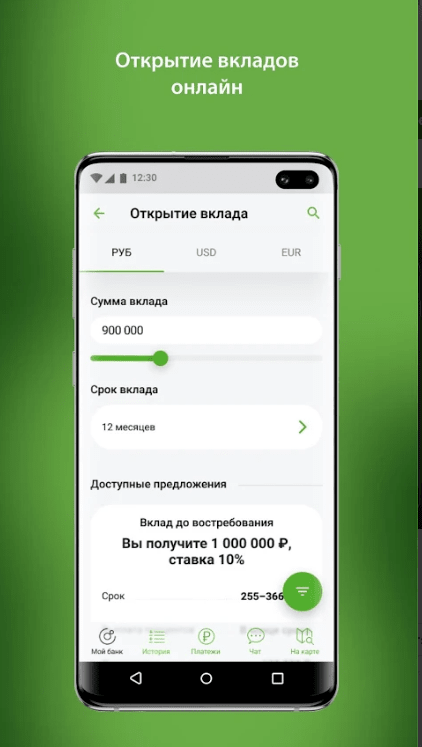 Открытие вкладов
онлайн
12:30
Открытие вклада
РУБ USD EUR
Сумма вклада
900 000
Срок вклада
12 месяцев
Доступные предложения
Вклад до востребования
Вы получите 1 000 000 ₽,
ставка 10%
Срок 255–366
Мой банк История Платежи Чат На карте